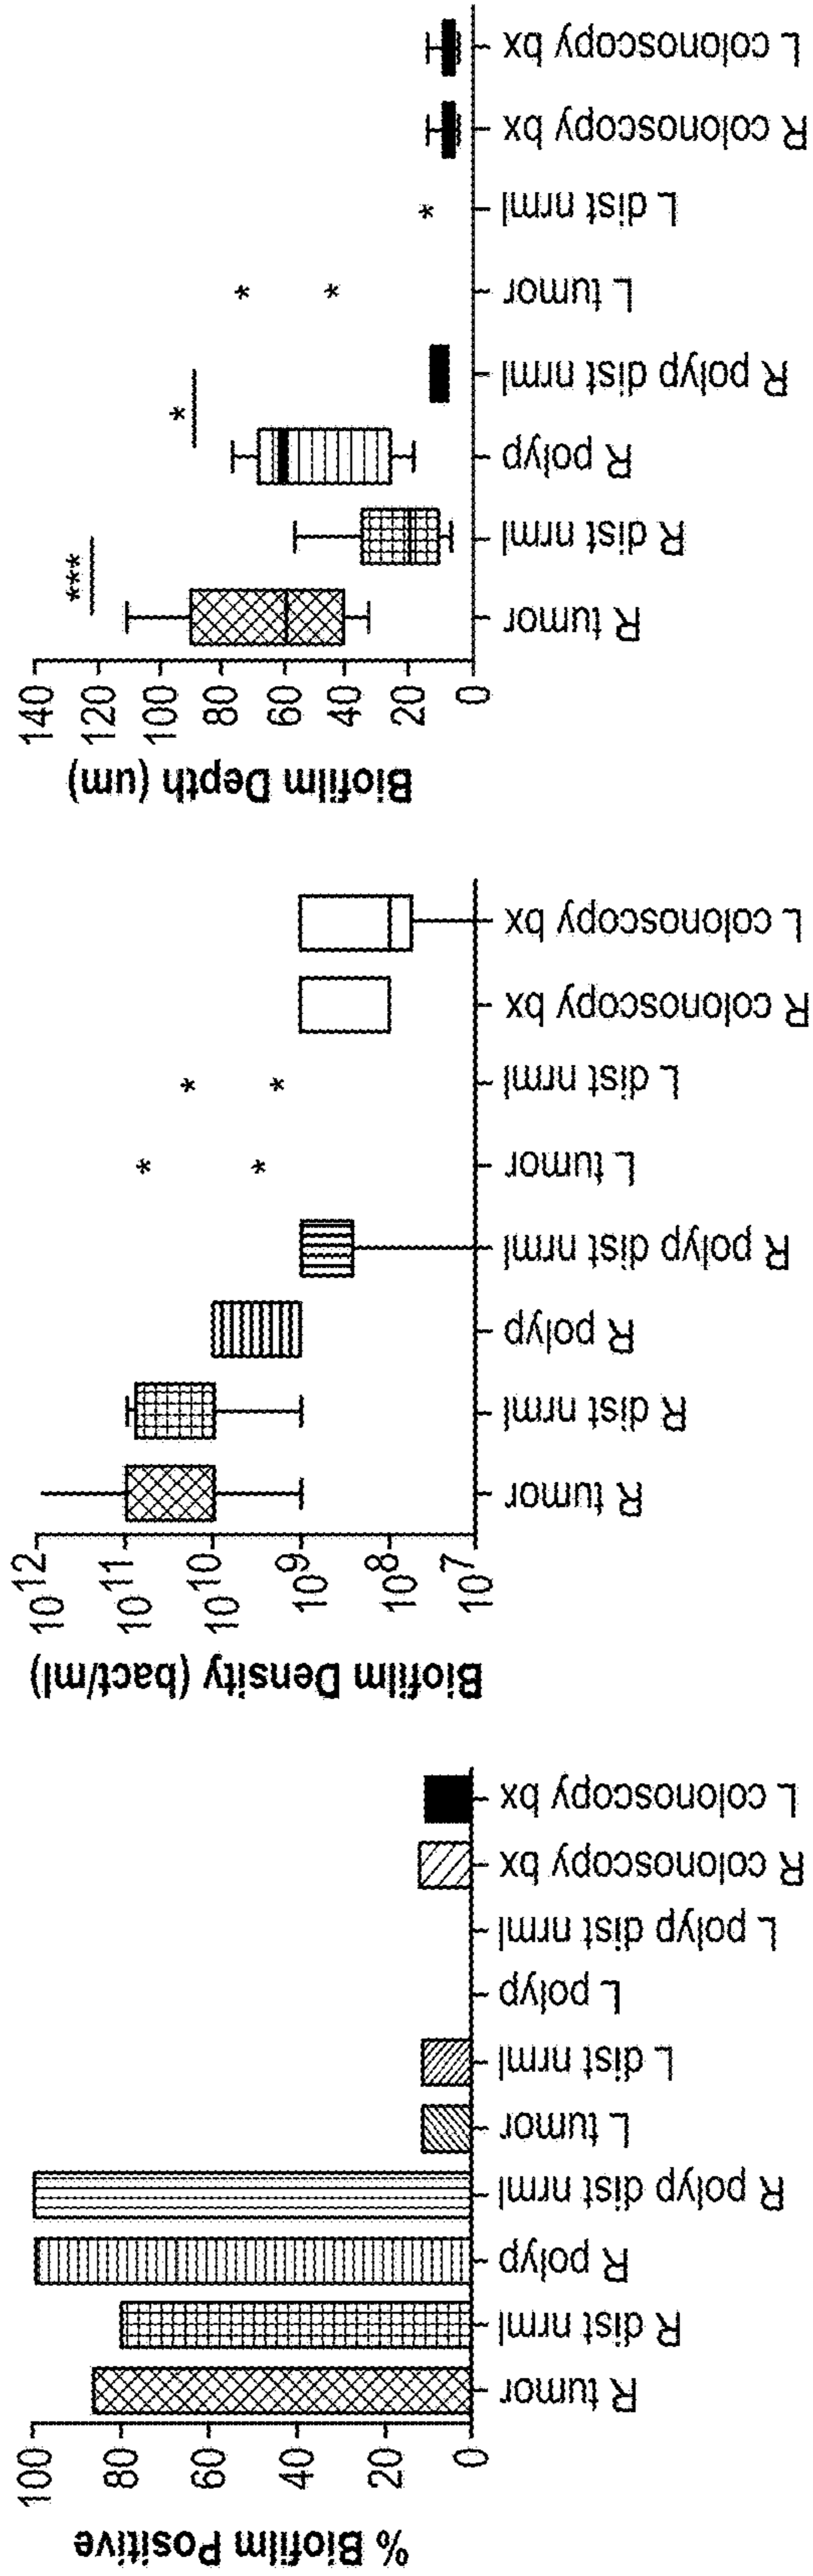 % Biofilm Positive
100
80
60
40
20
0
R tumor
R dist nrml
R polyp
R polyp dist nrml
L tumor
L dist nrml
L polyp
L polyp dist nrml
R colonoscopy bx
L colonoscopy bx
Biofilm Density (bact/ml)
10^12
10^11
10^10
10^9
10^8
10^7
R tumor
R dist nrml
R polyp
R polyp dist nrml
L tumor
L dist nrml
R colonoscopy bx
L colonoscopy bx
*
*
*
*
Biofilm Depth (um)
140
120
100
80
60
40
20
0
R tumor
R dist nrml
R polyp
R polyp dist nrml
L tumor
L dist nrml
R colonoscopy bx
L colonoscopy bx
***
*
*
*
*